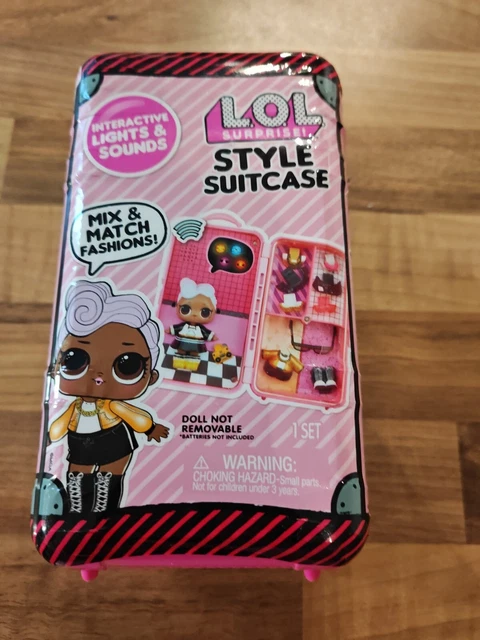 INTERACTIVE
LIGHTS &
SOUNDS
L.O.L
SURPRISE!
STYLE
SUITCASE
MIX &
MATCH
FASHIONS!
DOLL NOT
REMOVABLE
*BATTERIES NOT INCLUDED
1 SET
WARNING:
CHOKING HAZARD-Small parts.
Not for children under 3 years.